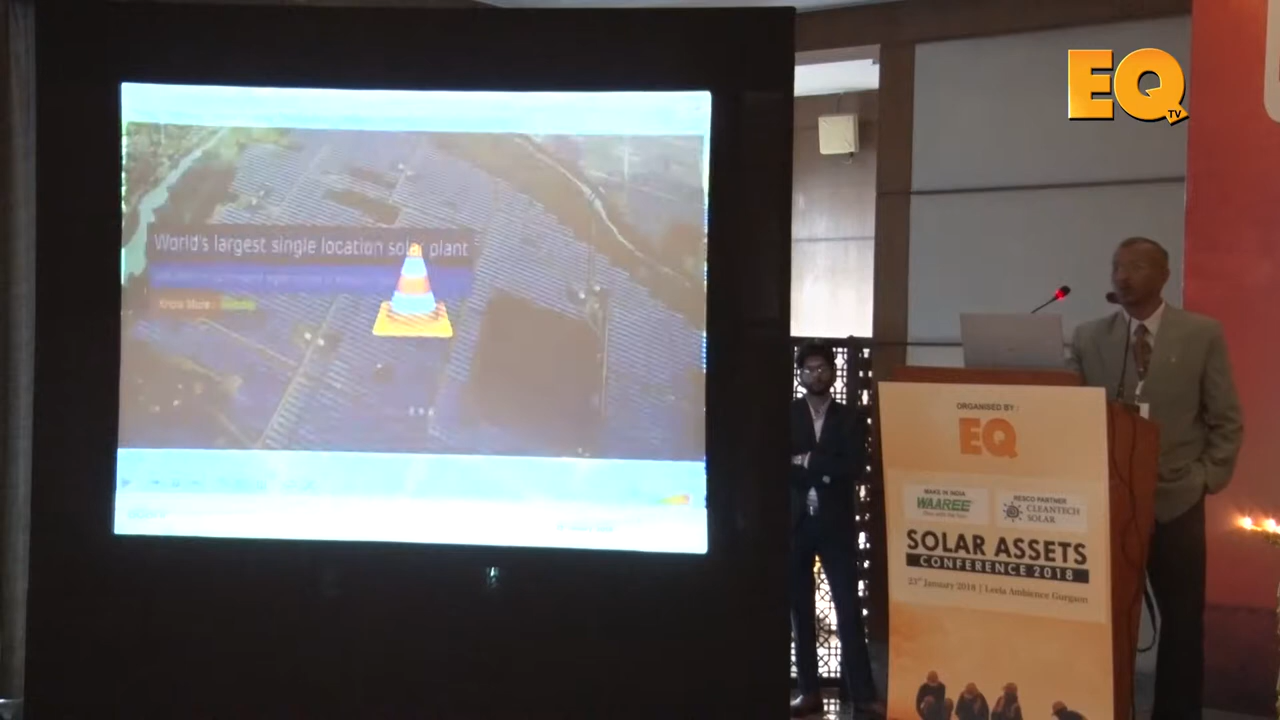 EQ
TV
World's largest single location solar plant
Know More :
ORGANISED BY :
EQ
MAKE IN INDIA
WAAREE
RESCO PARTNER
CLEANTECH
SOLAR
SOLAR ASSETS
CONFERENCE 2018
23rd January 2018 | Leela Ambience Gurgaon